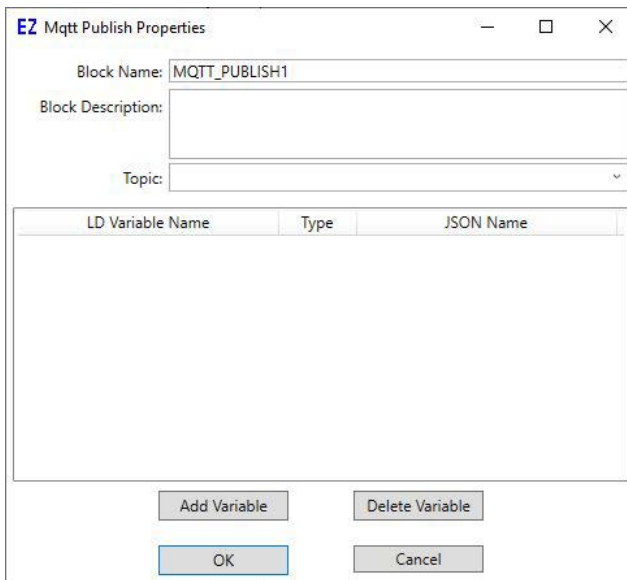 EZ Mqtt Publish Properties
Block Name: MQTT_PUBLISH1
Block Description:
Topic:
LD Variable Name Type JSON Name
Add Variable Delete Variable
OK Cancel